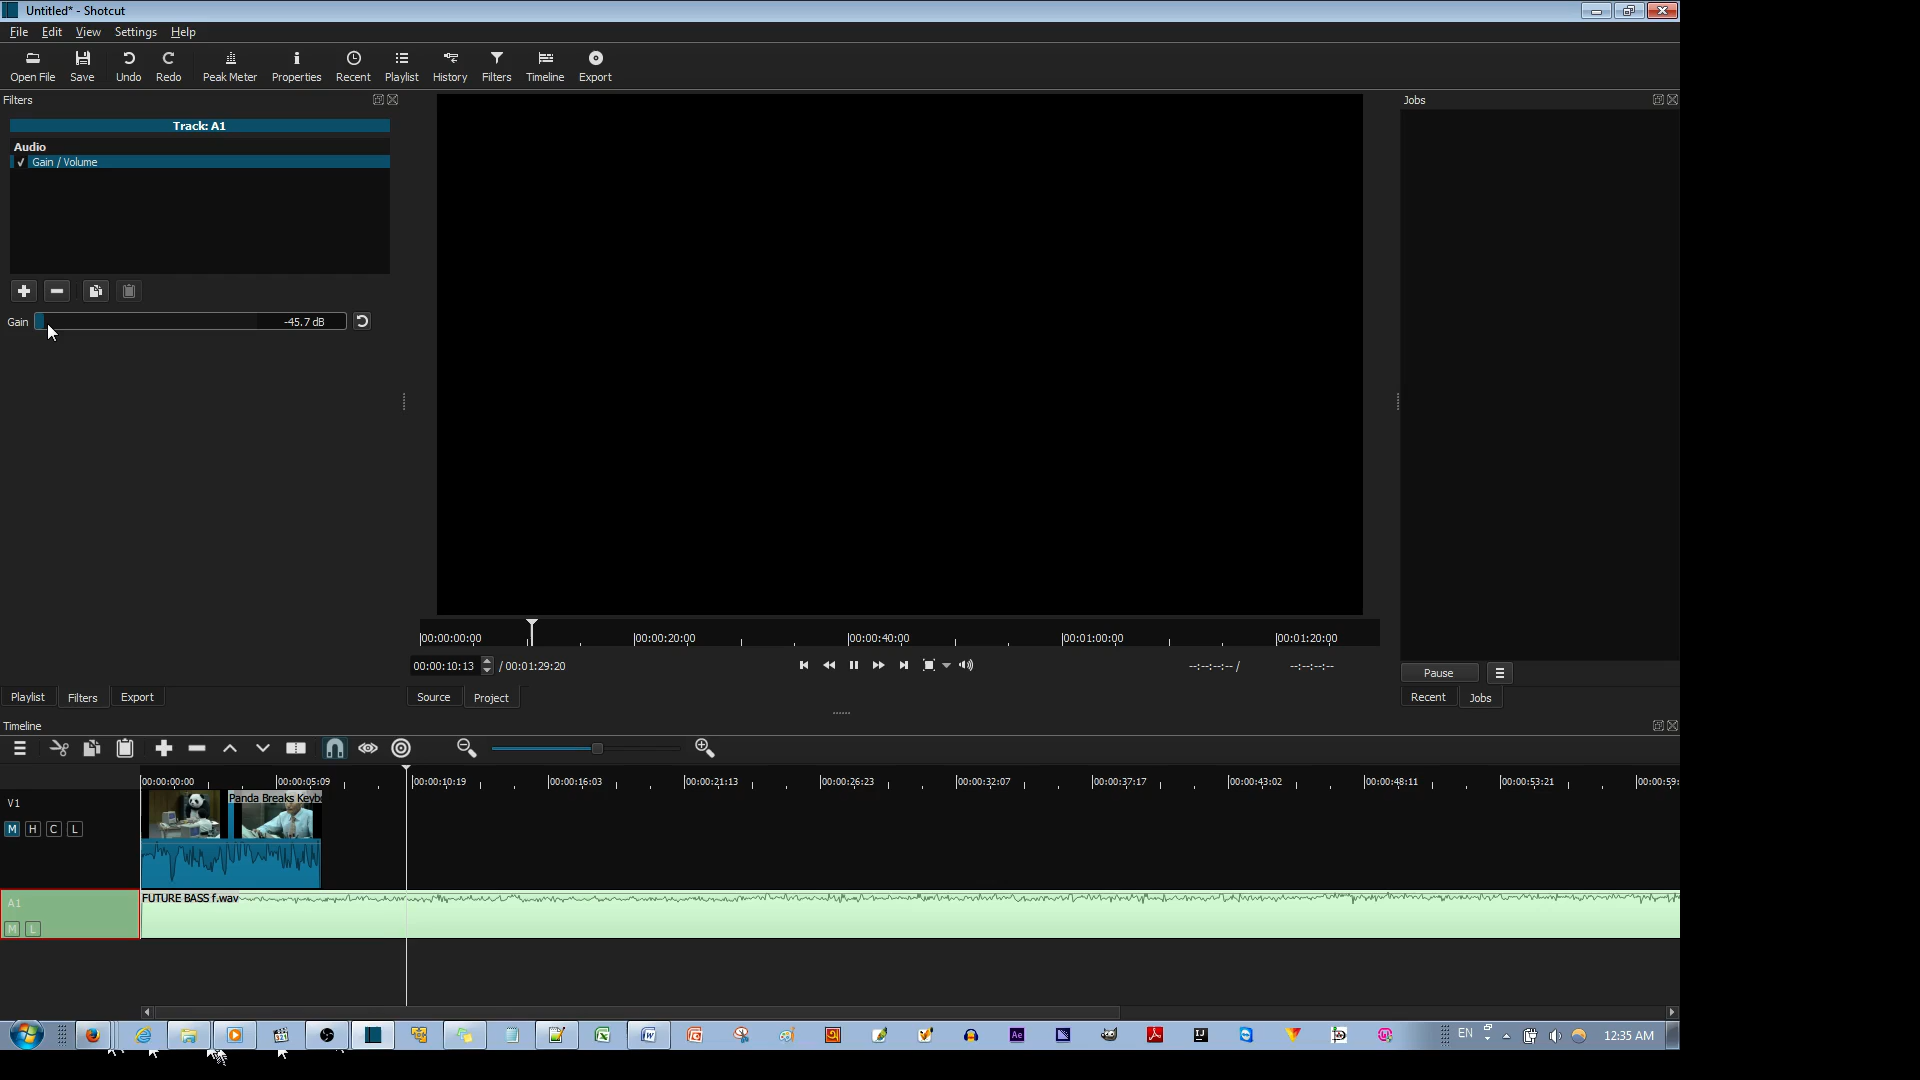 Untitled* - Shotcut
File Edit View Settings Help
Open File Save Undo Redo Peak Meter Properties Recent Playlist History Filters Timeline Export
Filters
Jobs
Track: A1
Audio
✓ Gain / Volume
Gain -45.7 dB
00:00:00:00 00:00:20:00 00:00:40:00 00:01:00:00 00:01:20:00
00:00:10:13 / 00:01:29:20 --:--:--:-- / --:--:--:--
Pause
Playlist Filters Export Source Project Recent Jobs
Timeline
00:00:00:00 00:00:05:09 00:00:10:19 00:00:16:03 00:00:21:13 00:00:26:23 00:00:32:07 00:00:37:17 00:00:43:02 00:00:48:11 00:00:53:21 00:00:59:
V1
Panda Breaks Keybo
M H C L
A1
FUTURE BASS f.wav
M L
EN
12:35 AM